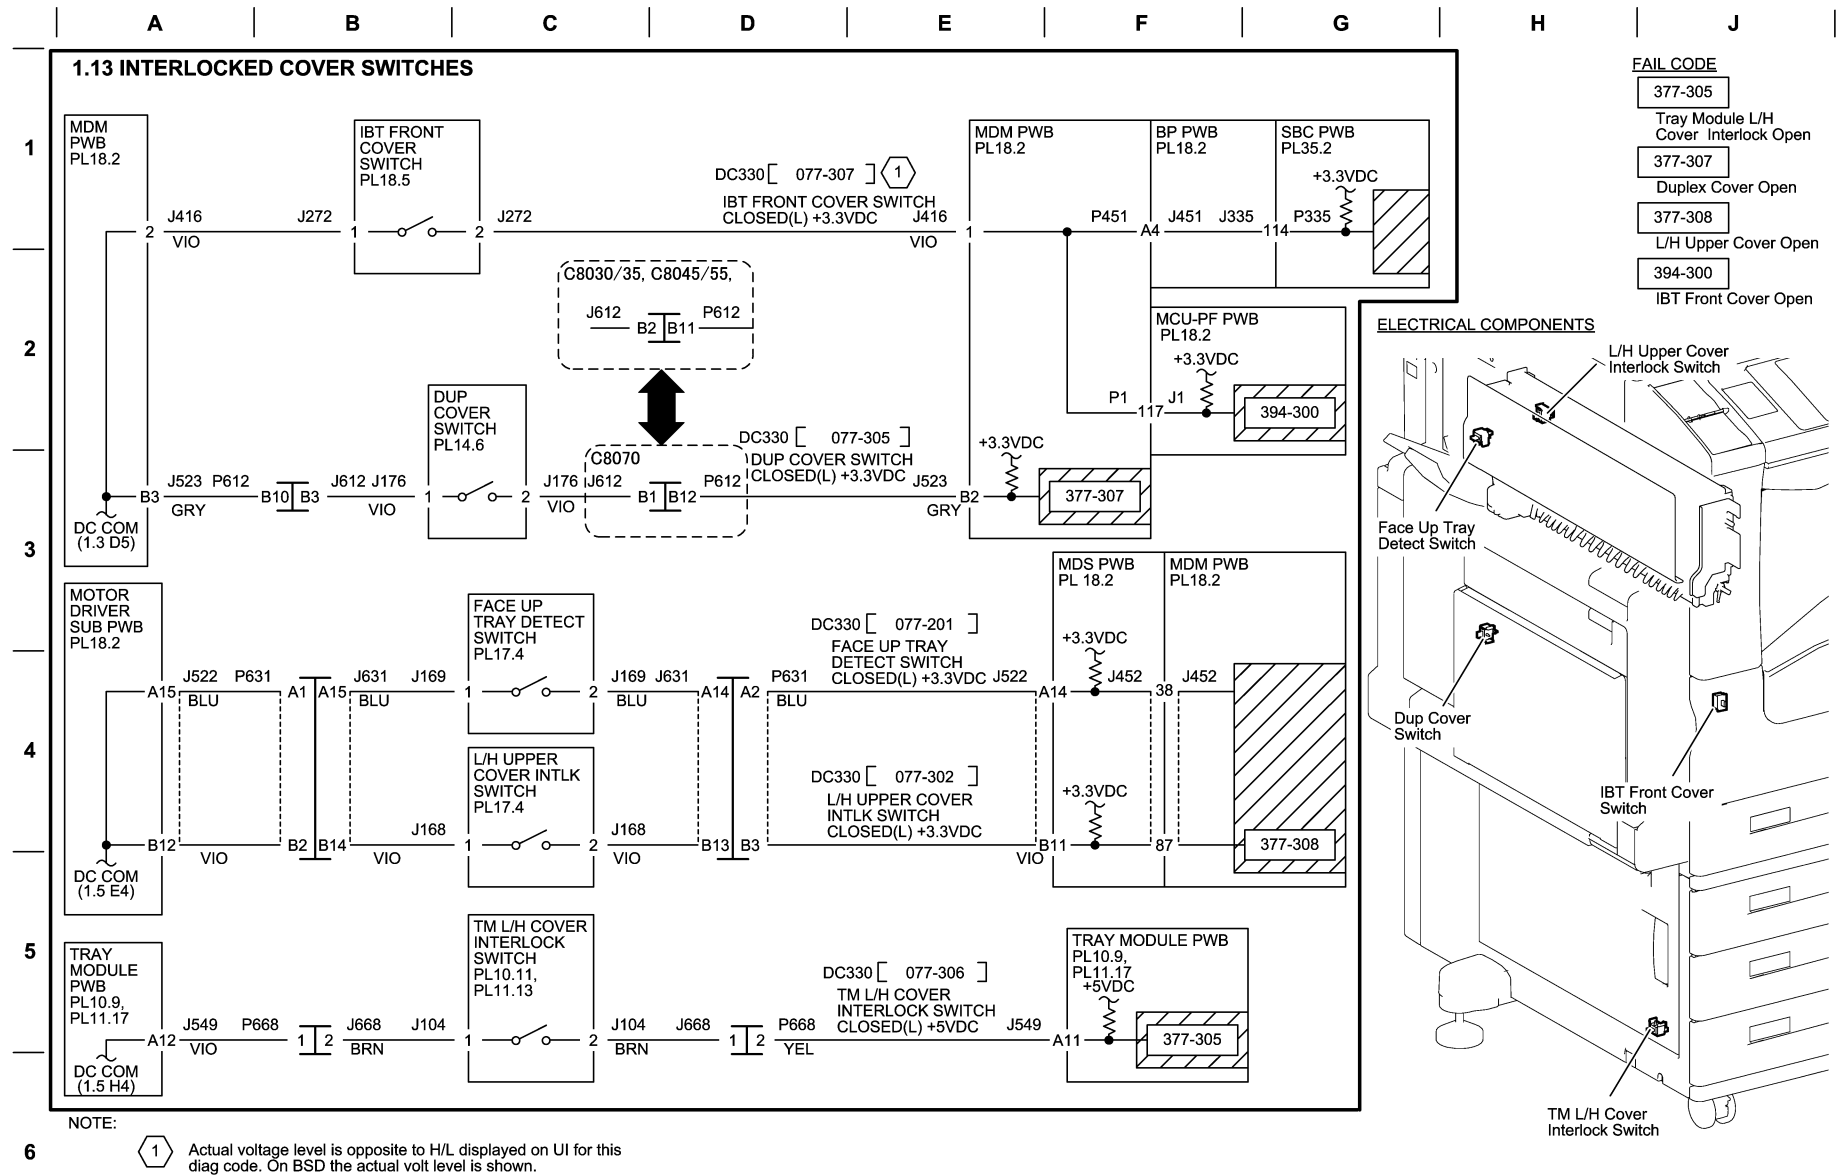 A B C D E F G H J
1
2
3
4
5
6
1.13 INTERLOCKED COVER SWITCHES
MDM
PWB
PL18.2
IBT FRONT
COVER
SWITCH
PL18.5
DC330 [ 077-307 ] 1
IBT FRONT COVER SWITCH
CLOSED(L) +3.3VDC
MDM PWB
PL18.2
BP PWB
PL18.2
SBC PWB
PL35.2
+3.3VDC
2 J416 VIO J272 1 2 J272 J416 VIO 1 P451 A4 J451 J335 114 P335
C8030/35, C8045/55,
J612 B2 B11 P612
MCU-PF PWB
PL18.2
+3.3VDC
P1 117 J1 394-300
DUP
COVER
SWITCH
PL14.6
C8070
DC330 [ 077-305 ]
DUP COVER SWITCH
CLOSED(L) +3.3VDC
+3.3VDC
B3 J523 GRY P612 B10 B3 J612 J176 VIO 1 2 J176 VIO J612 B1 B12 P612 J523 GRY B2 377-307
DC COM
(1.3 D5)
MOTOR
DRIVER
SUB PWB
PL18.2
FACE UP
TRAY DETECT
SWITCH
PL17.4
DC330 [ 077-201 ]
FACE UP TRAY
DETECT SWITCH
CLOSED(L) +3.3VDC
MDS PWB
PL 18.2
MDM PWB
PL18.2
+3.3VDC
A15 J522 BLU P631 A1 A15 J631 BLU J169 1 2 J169 BLU J631 A14 A2 P631 BLU J522 A14 J452 38 J452
L/H UPPER
COVER INTLK
SWITCH
PL17.4
DC330 [ 077-302 ]
L/H UPPER COVER
INTLK SWITCH
CLOSED(L) +3.3VDC
+3.3VDC
B12 VIO B2 B14 VIO J168 1 2 J168 VIO B13 B3 VIO B11 87 377-308
DC COM
(1.5 E4)
TRAY
MODULE
PWB
PL10.9,
PL11.17
TM L/H COVER
INTERLOCK
SWITCH
PL10.11,
PL11.13
DC330 [ 077-306 ]
TM L/H COVER
INTERLOCK SWITCH
CLOSED(L) +5VDC
TRAY MODULE PWB
PL10.9,
PL11.17
+5VDC
A12 J549 VIO P668 1 2 J668 BRN J104 1 2 J104 BRN J668 1 2 P668 YEL J549 A11 377-305
DC COM
(1.5 H4)
FAIL CODE
377-305
Tray Module L/H
Cover Interlock Open
377-307
Duplex Cover Open
377-308
L/H Upper Cover Open
394-300
IBT Front Cover Open
ELECTRICAL COMPONENTS
L/H Upper Cover
Interlock Switch
Face Up Tray
Detect Switch
Dup Cover
Switch
IBT Front Cover
Switch
TM L/H Cover
Interlock Switch
NOTE:
1 Actual voltage level is opposite to H/L displayed on UI for this
diag code. On BSD the actual volt level is shown.